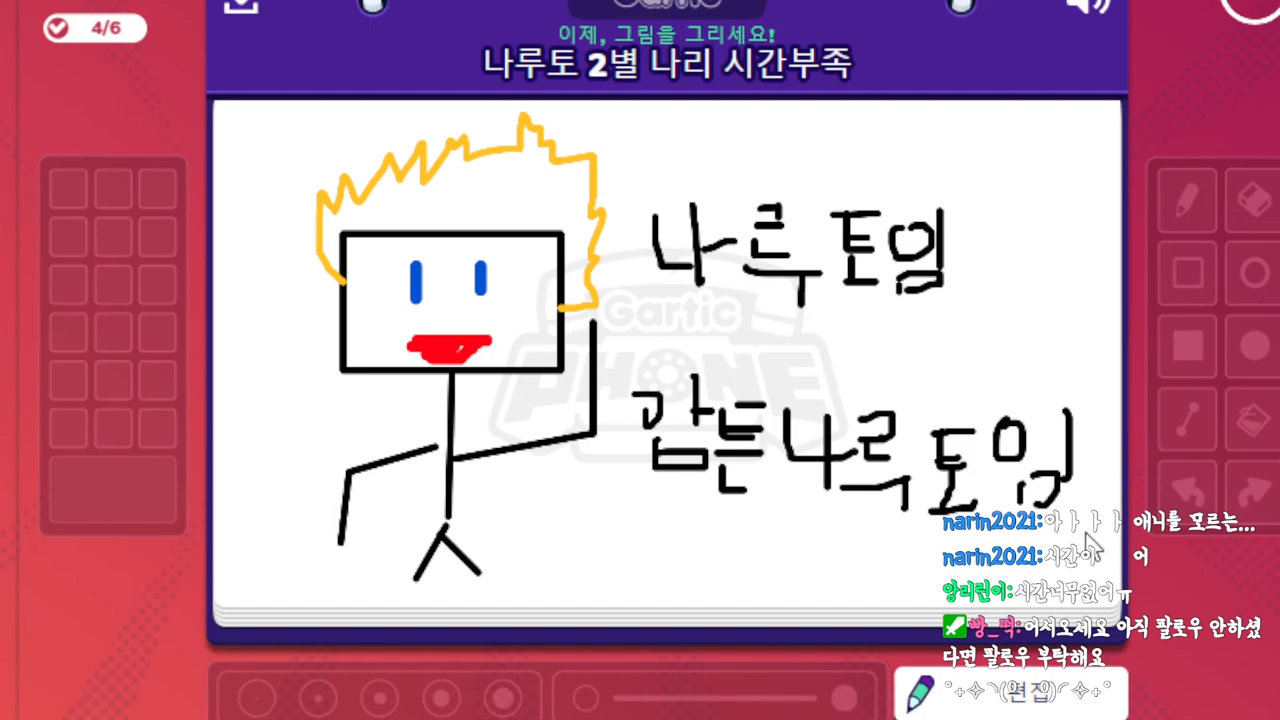 4/6
이제, 그림을 그리세요!
나루토 2별 나리 시간부족
나루토임
Gartic
PHONE
감튼나루토임
narin2021:아ㅏㅏㅏ 애니를 모르는...
narin2021:시간이 어
앙리린이:시간너무없어ㅠ
빵_떡:어서오세요 아직 팔로우 안하셨
다면 팔로우 부탁해요
편집